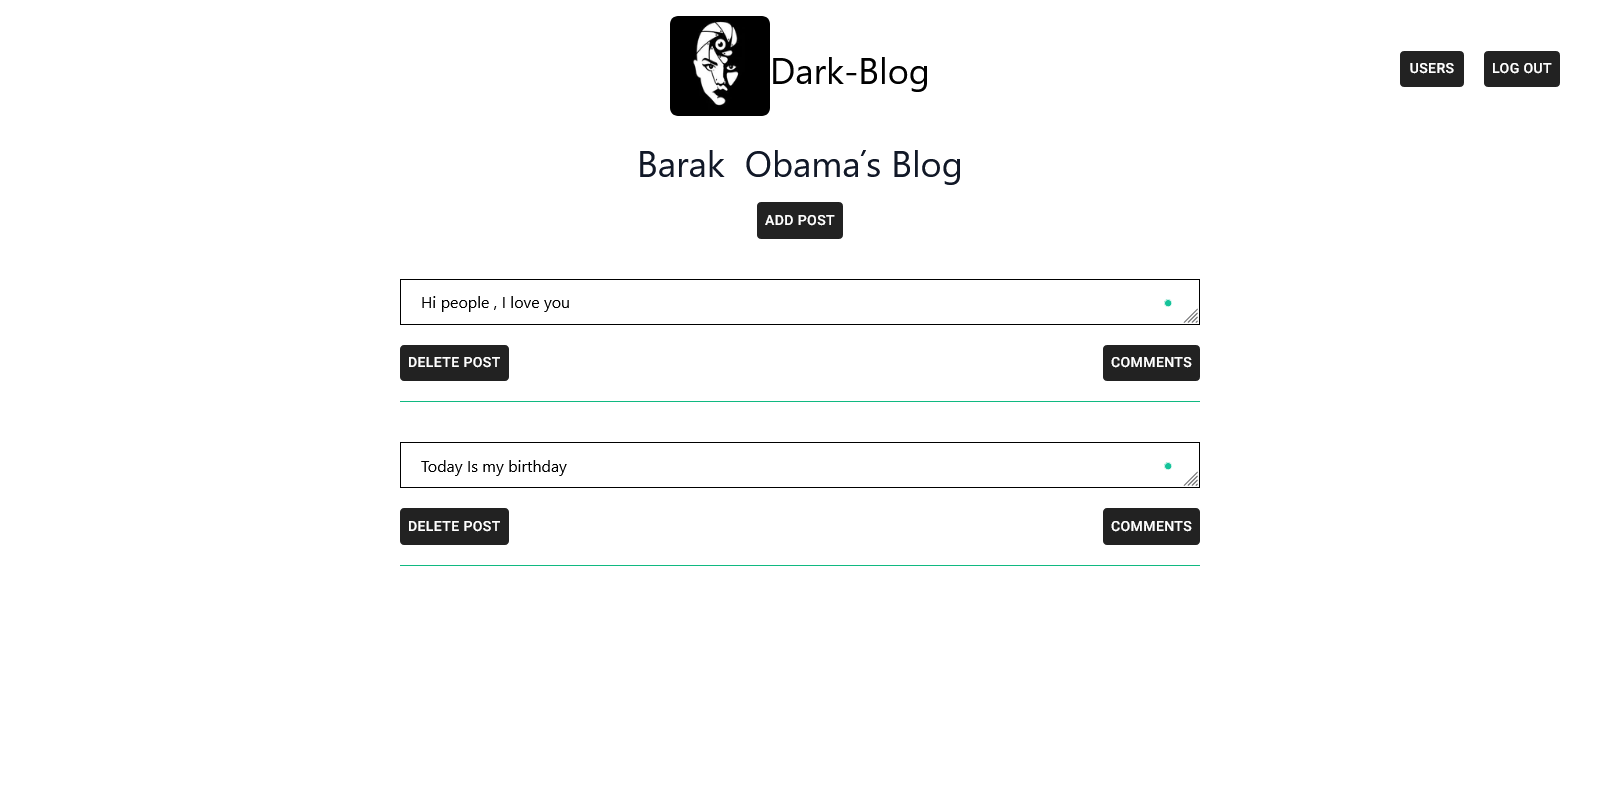 Dark-Blog
USERS
LOG OUT
Barak  Obama’s Blog
ADD POST
Hi people , I love you
DELETE POST
COMMENTS
Today Is my birthday
DELETE POST
COMMENTS